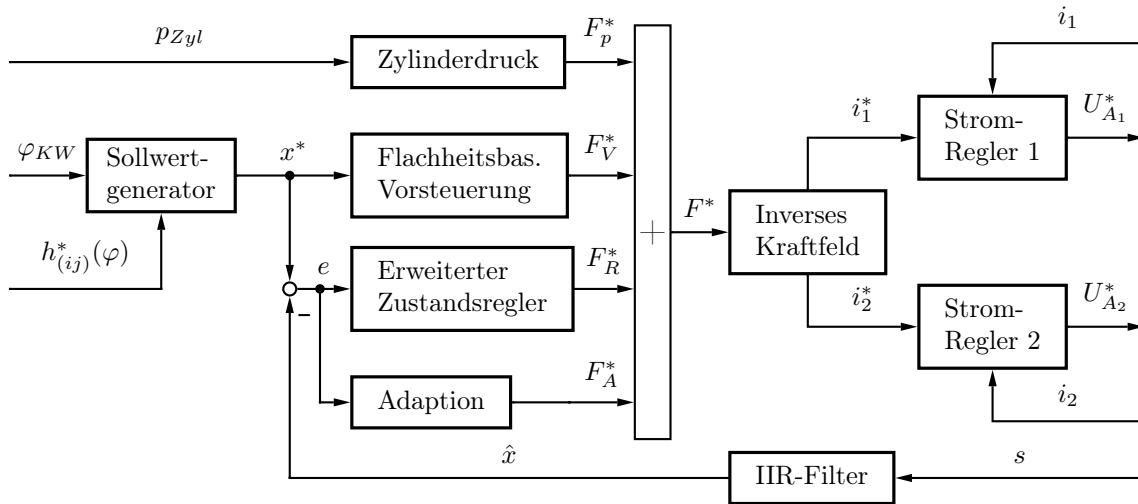 p_{Zyl}
Zylinderdruck
F_p^*
i_1
φ_{KW}
Sollwert-
generator
x^*
Flachheitsbas.
Vorsteuerung
F_V^*
i_1^*
Strom-
Regler 1
U_{A_1}^*
+
F^*
Inverses
Kraftfeld
h_{(ij)}^*(φ)
e
−
Erweiterter
Zustandsregler
F_R^*
i_2^*
Strom-
Regler 2
U_{A_2}^*
Adaption
F_A^*
i_2
x̂
IIR-Filter
s